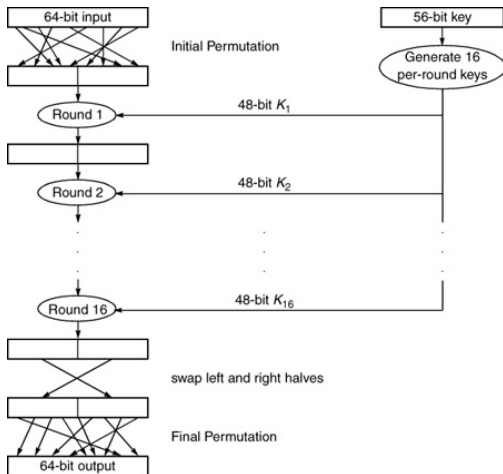 64-bit input
56-bit key
Initial Permutation
Generate 16
per-round keys
Round 1
48-bit K1
Round 2
48-bit K2
Round 16
48-bit K16
swap left and right halves
Final Permutation
64-bit output